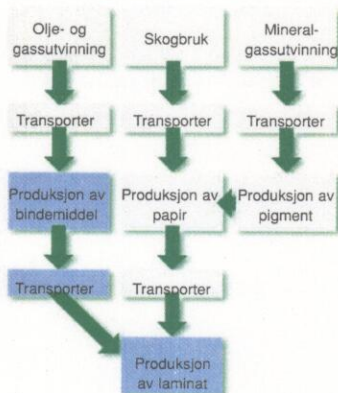 Olje- og
gassutvinning
Skogbruk
Mineral-
gassutvinning
Transporter
Transporter
Transporter
Produksjon av
bindemiddel
Produksjon av
papir
Produksjon av
pigment
Transporter
Transporter
Produksjon
av laminat